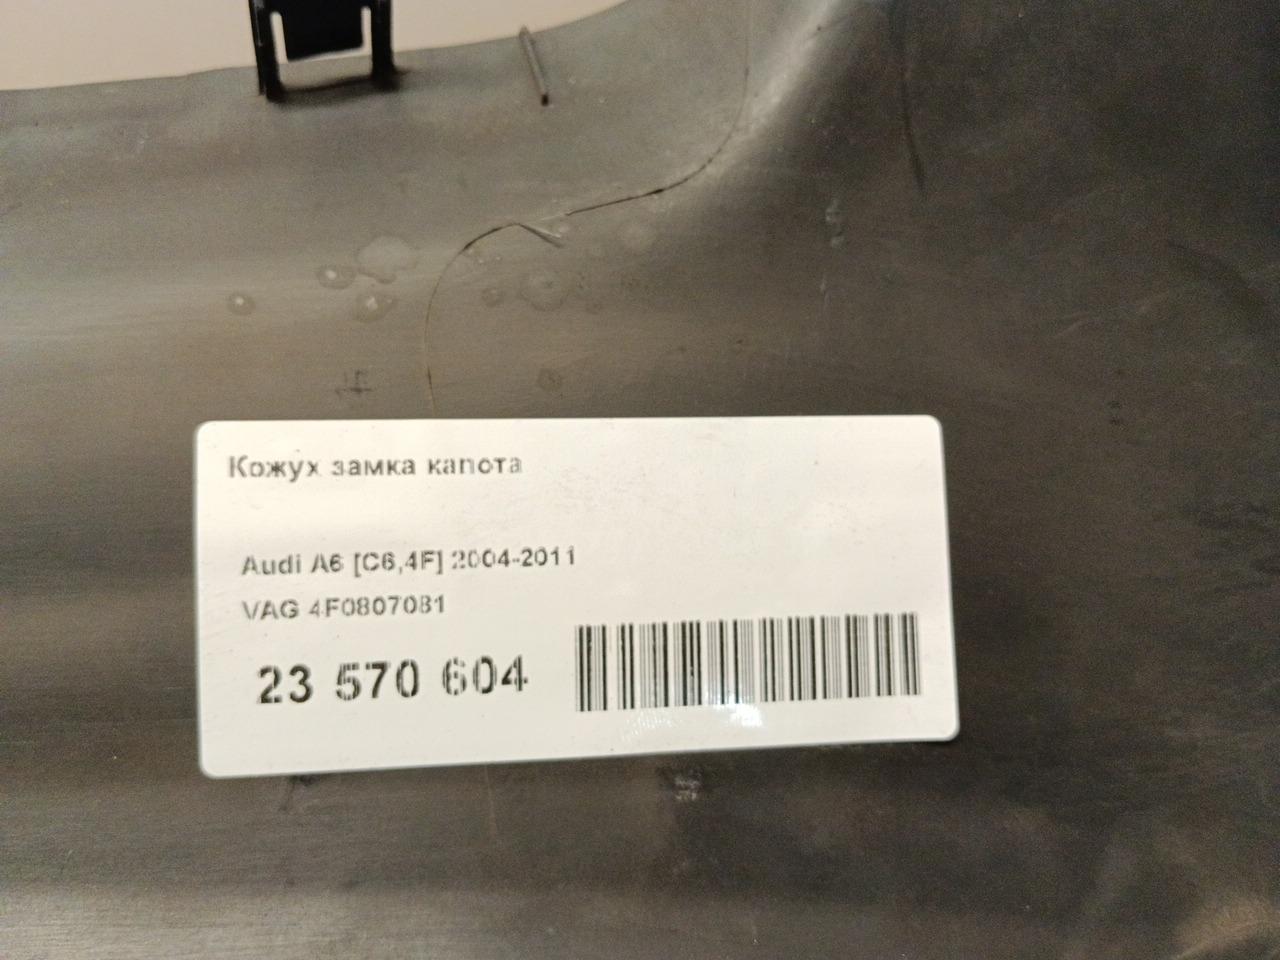 Кожух замка капота
Audi A6 [C6,4F] 2004-2011
VAG 4F0807081
23 570 604